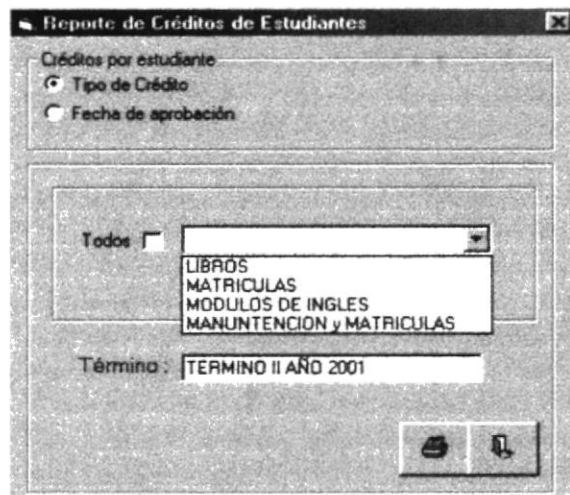 Reporte de Créditos de Estudiantes
Créditos por estudiante
Tipo de Crédito
Fecha de aprobación
Todos
LIBROS
MATRICULAS
MODULOS DE INGLES
MANUNTENCION y MATRICULAS
Término :
TERMINO II AÑO 2001